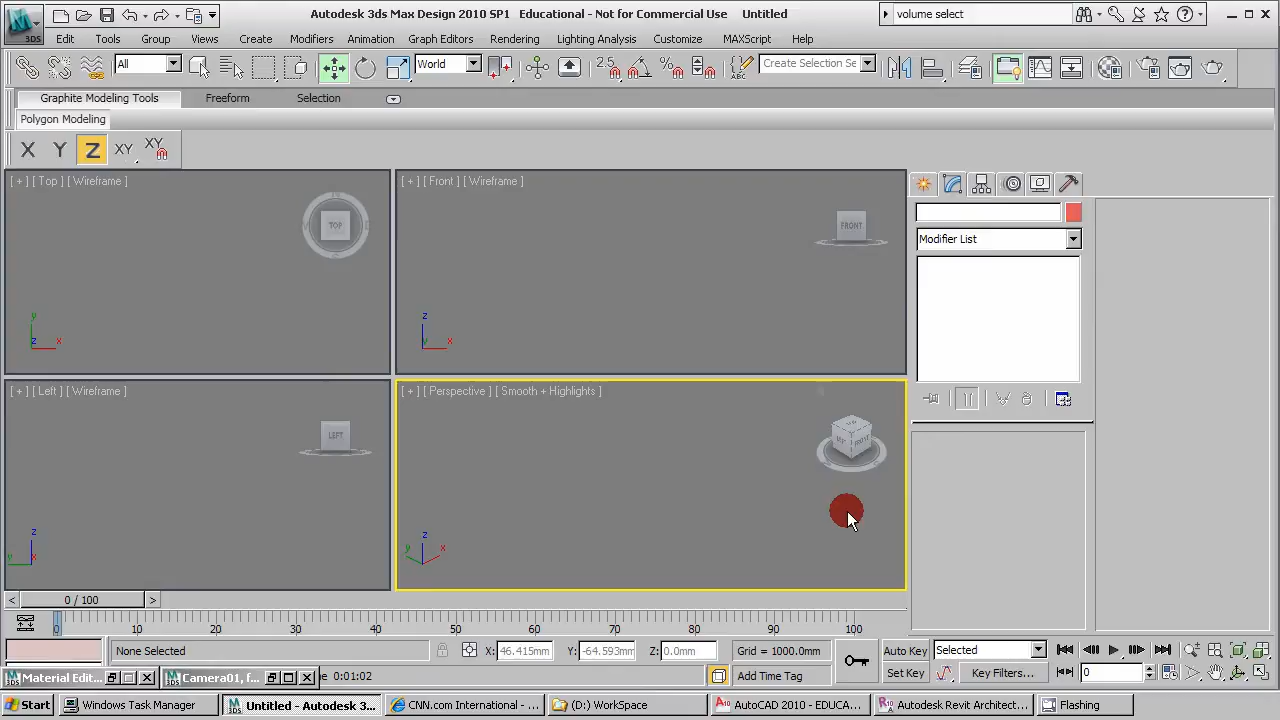 Autodesk 3ds Max Design 2010 SP1 Educational - Not for Commercial Use Untitled
volume select
3DS
Edit Tools Group Views Create Modifiers Animation Graph Editors Rendering Lighting Analysis Customize MAXScript Help
All World 2.5 Create Selection Se
Graphite Modeling Tools Freeform Selection
Polygon Modeling
X Y Z XY XY
[ + ] [ Top ] [ Wireframe ] [ + ] [ Front ] [ Wireframe ]
TOP FRONT
Modifier List
y z
z x y x
[ + ] [ Left ] [ Wireframe ] [ + ] [ Perspective ] [ Smooth + Highlights ]
LEFT FRONT
z z
y x y x
< 0 / 100 >
0 10 20 30 40 50 60 70 80 90 100
None Selected X: 46.415mm Y: -64.593mm Z: 0.0mm Grid = 1000.0mm Auto Key Selected
Material Edit... Camera01, f... e 0:01:02 Add Time Tag Set Key Key Filters... 0
Start Windows Task Manager Untitled - Autodesk 3... CNN.com International - ... (D:) WorkSpace AutoCAD 2010 - EDUCA... Autodesk Revit Architect... Flashing